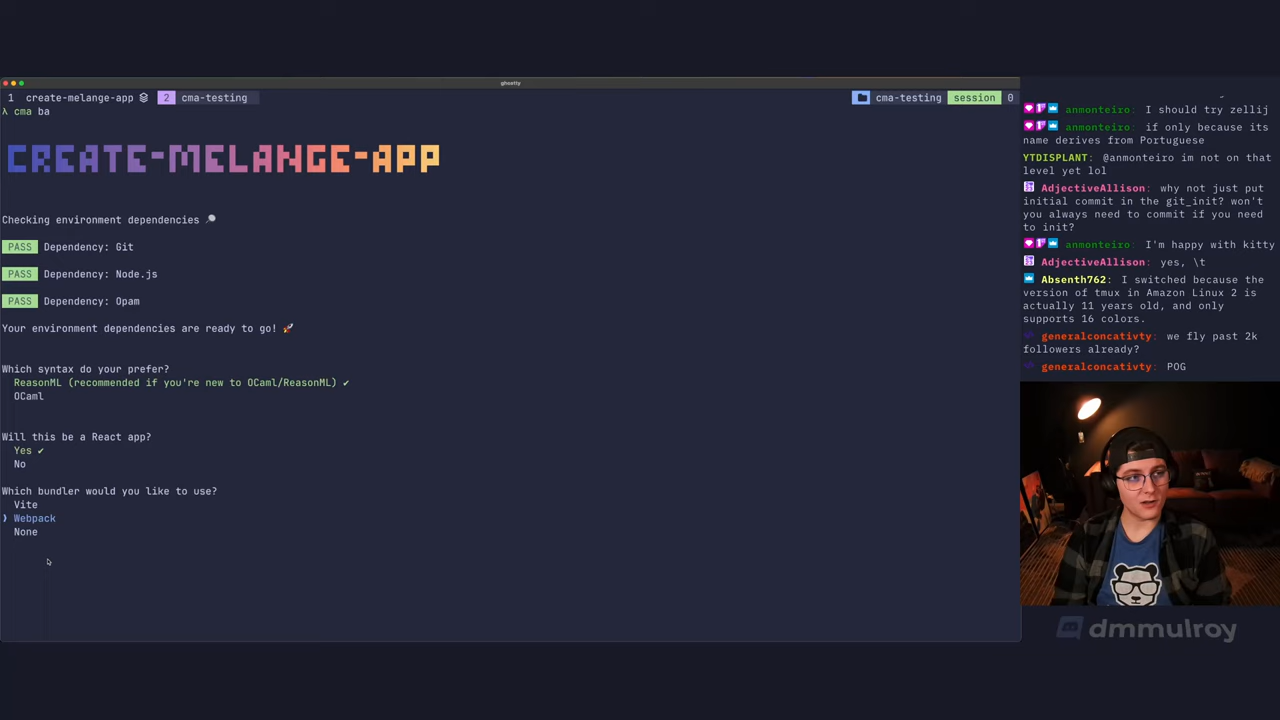 ghostty
1 create-melange-app 2 cma-testing cma-testing session 0
λ cma ba
CREATE-MELANGE-APP
Checking environment dependencies 🔎
PASS Dependency: Git
PASS Dependency: Node.js
PASS Dependency: Opam
Your environment dependencies are ready to go! 🚀
Which syntax do your prefer?
ReasonML (recommended if you're new to OCaml/ReasonML) ✔
OCaml
Will this be a React app?
Yes ✔
No
Which bundler would you like to use?
Vite
❯ Webpack
None
anmonteiro: I should try zellij
anmonteiro: if only because its
name derives from Portuguese
YTDISPLANT: @anmonteiro im not on that
level yet lol
AdjectiveAllison: why not just put
initial commit in the git_init? won't
you always need to commit if you need
to init?
anmonteiro: I'm happy with kitty
AdjectiveAllison: yes, \t
Absenth762: I switched because the
version of tmux in Amazon Linux 2 is
actually 11 years old, and only
supports 16 colors.
generalconcativty: we fly past 2k
followers already?
generalconcativty: POG
dmmulroy